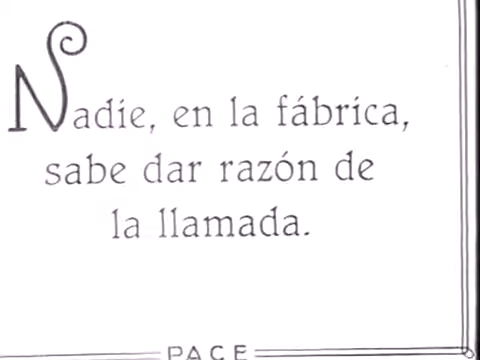 Nadie, en la fábrica,
sabe dar razón de
la llamada.
PACE